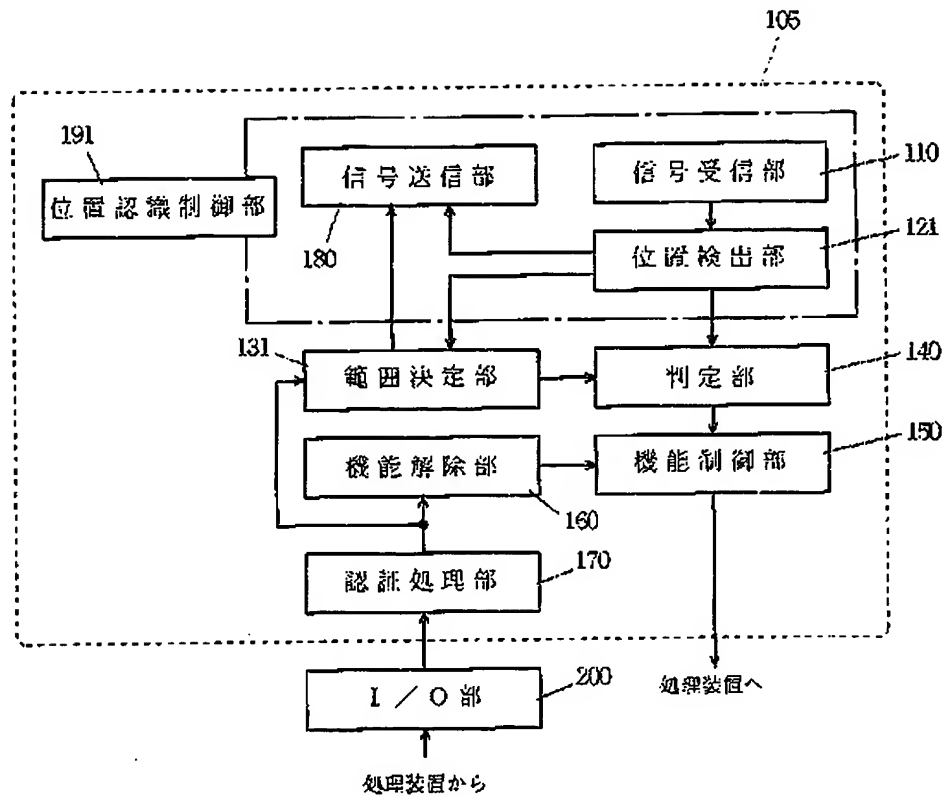 105
191
位置認識制御部
信号送信部
180
信号受信部
110
位置検出部
121
131
範囲決定部
判定部
140
機能解除部
160
機能制御部
150
認証処理部
170
I/O部
200
処理装置へ
処理装置から